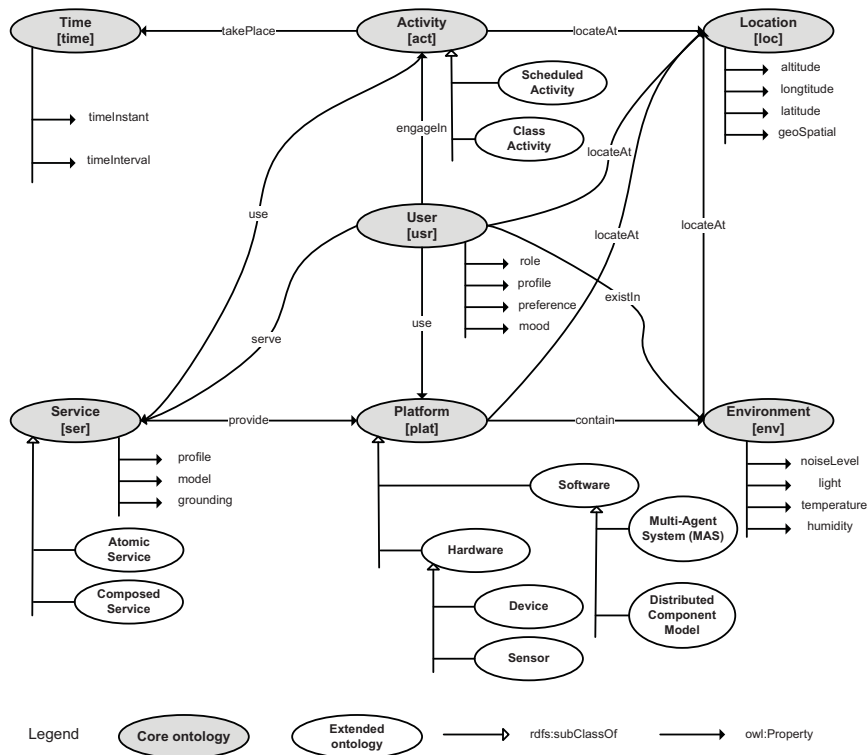 Time
[time]
takePlace
Activity
[act]
locateAt
Location
[loc]
timeInstant
timeInterval
Scheduled
Activity
Class
Activity
altitude
longtitude
latitude
geoSpatial
engageIn
locateAt
use
User
[usr]
locateAt
locateAt
role
profile
preference
mood
existIn
serve
use
Service
[ser]
provide
Platform
[plat]
contain
Environment
[env]
profile
model
grounding
Atomic
Service
Composed
Service
Software
Hardware
Multi-Agent
System (MAS)
Device
Sensor
Distributed
Component
Model
noiseLevel
light
temperature
humidity
Legend
Core ontology
Extended
ontology
rdfs:subClassOf
owl:Property